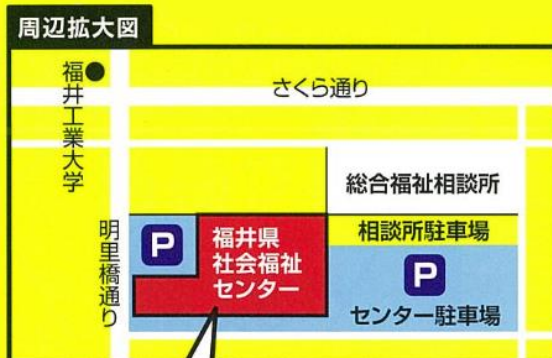 周辺拡大図
福井工業大学
さくら通り
総合福祉相談所
明里橋通り
P
福井県
社会福祉
センター
相談所駐車場
P
センター駐車場